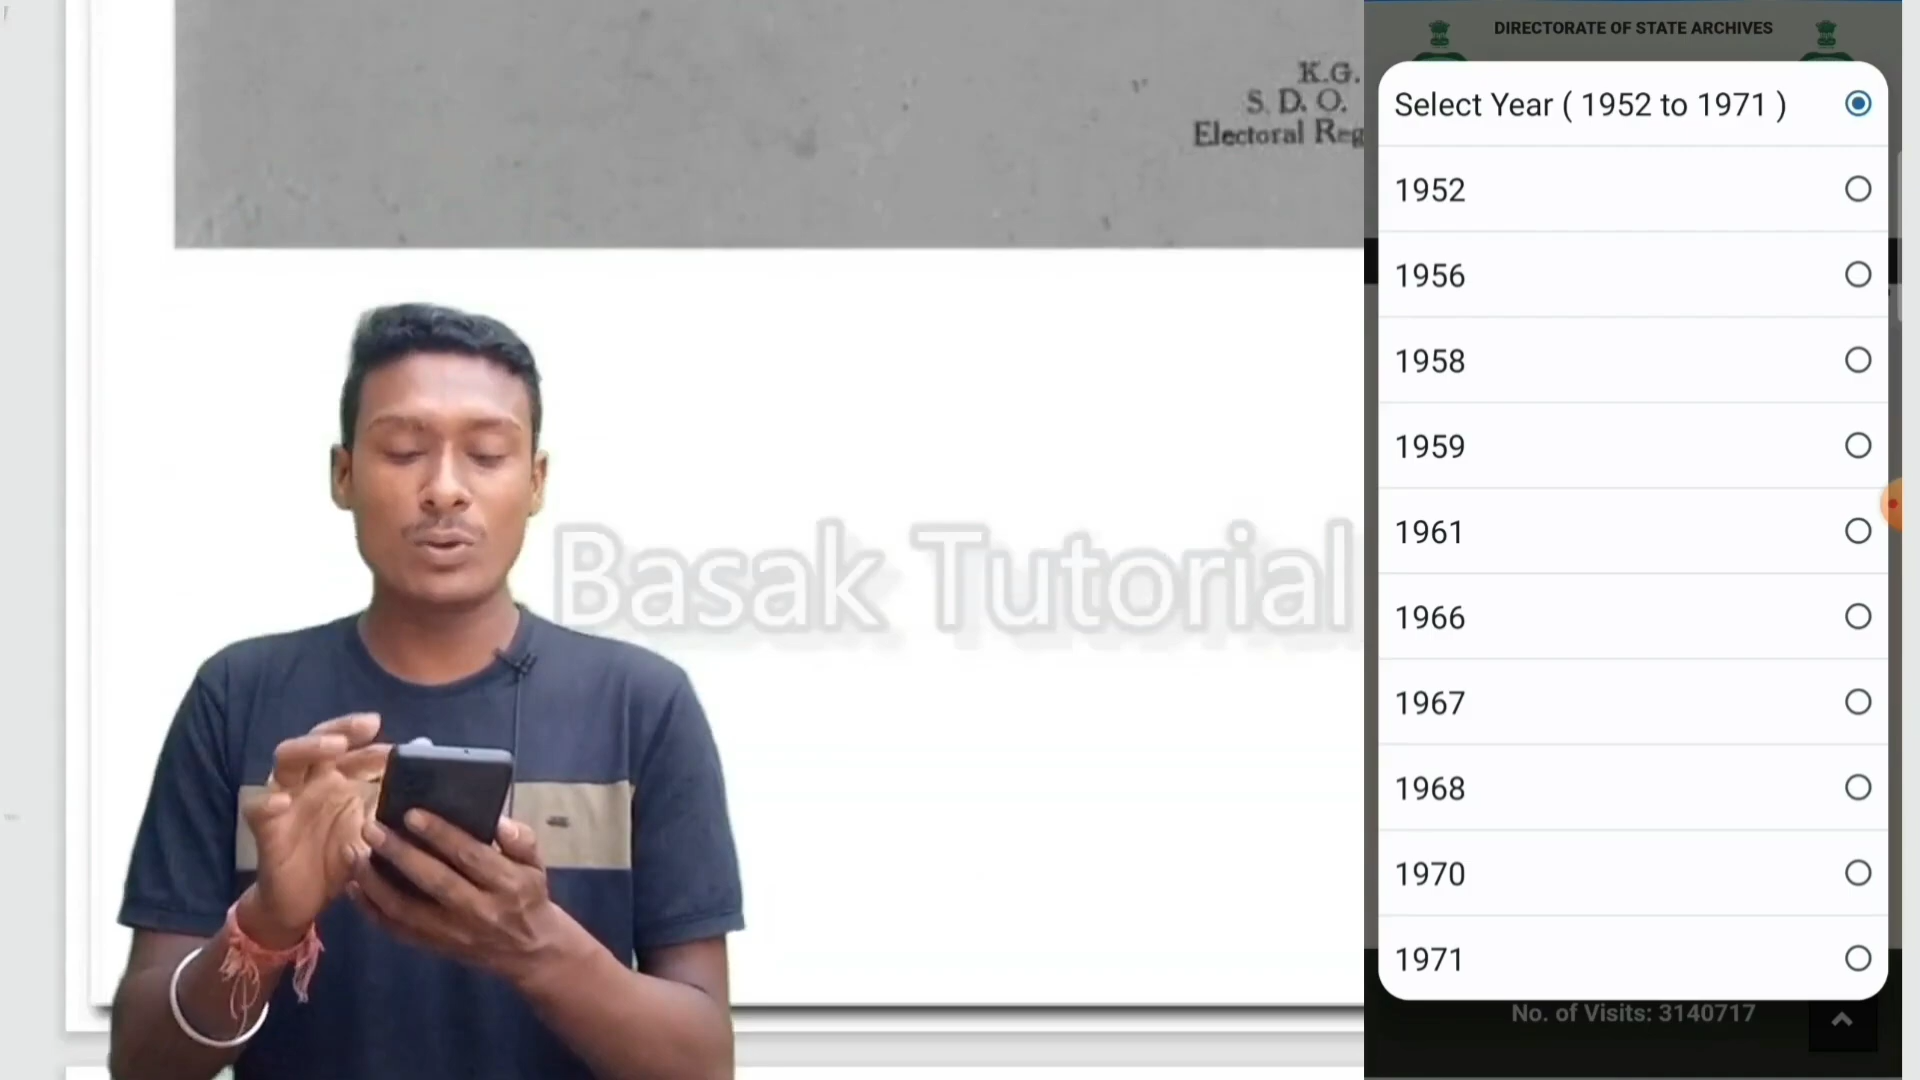 K.G.
S. D. O.
Electoral Reg
Basak Tutorial
DIRECTORATE OF STATE ARCHIVES
Select Year ( 1952 to 1971 )
1952
1956
1958
1959
1961
1966
1967
1968
1970
1971
No. of Visits: 3140717